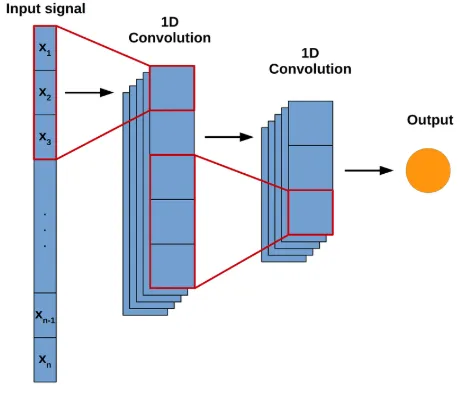 Input signal
1D
Convolution
1D
Convolution
Output
x1
x2
x3
.
.
.
xn-1
xn